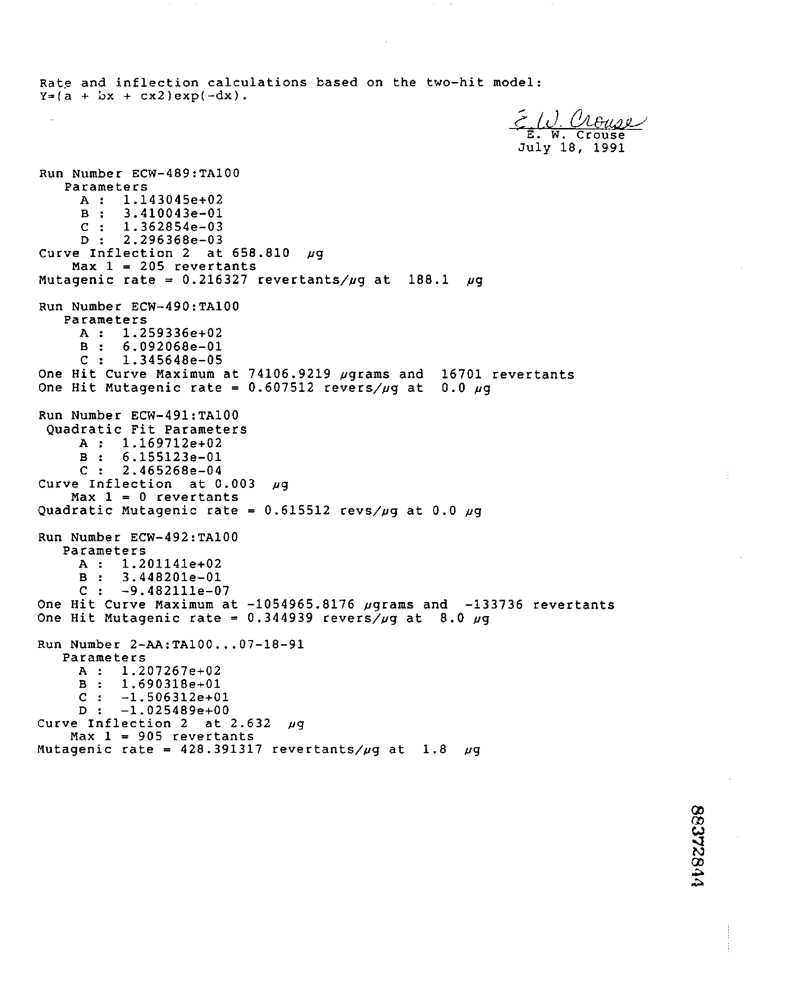 Rate and inflection calculations based on the two-hit model:
Y=(a + bx + cx2)exp(-dx).
E.W. Crouse
E. W. Crouse
July 18, 1991
Run Number ECW-489:TA100
Parameters
A : 1.143045e+02
B : 3.410043e-01
C : 1.362854e-03
D : 2.296368e-03
Curve Inflection 2 at 658.810 µg
Max 1 = 205 revertants
Mutagenic rate = 0.216327 revertants/µg at 188.1 µg
Run Number ECW-490:TA100
Parameters
A : 1.259336e+02
B : 6.092068e-01
C : 1.345648e-05
One Hit Curve Maximum at 74106.9219 µgrams and 16701 revertants
One Hit Mutagenic rate = 0.607512 revers/µg at 0.0 µg
Run Number ECW-491:TA100
Quadratic Fit Parameters
A : 1.169712e+02
B : 6.155123e-01
C : 2.465268e-04
Curve Inflection at 0.003 µg
Max 1 = 0 revertants
Quadratic Mutagenic rate = 0.615512 revs/µg at 0.0 µg
Run Number ECW-492:TA100
Parameters
A : 1.201141e+02
B : 3.448201e-01
C : -9.482111e-07
One Hit Curve Maximum at -1054965.8176 µgrams and -133736 revertants
One Hit Mutagenic rate = 0.344939 revers/µg at 8.0 µg
Run Number 2-AA:TA100...07-18-91
Parameters
A : 1.207267e+02
B : 1.690318e+01
C : -1.506312e+01
D : -1.025489e+00
Curve Inflection 2 at 2.632 µg
Max 1 = 905 revertants
Mutagenic rate = 428.391317 revertants/µg at 1.8 µg
88372844